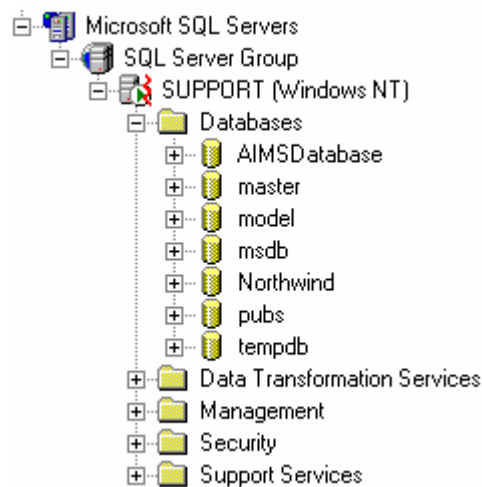 Microsoft SQL Servers
SQL Server Group
SUPPORT (Windows NT)
Databases
AIMSDatabase
master
model
msdb
Northwind
pubs
tempdb
Data Transformation Services
Management
Security
Support Services